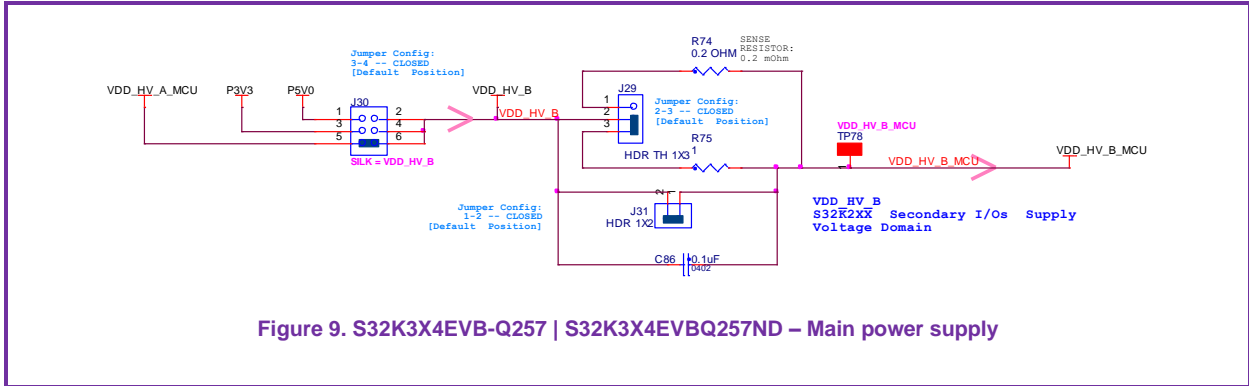 Jumper Config:
3-4 -- CLOSED
[Default Position]
VDD_HV_A_MCU
P3V3
P5V0
J30
1
2
3
4
5
6
SILK = VDD_HV_B
VDD_HV_B
VDD_HV_B
R74
0.2 OHM
SENSE
RESISTOR:
0.2 mOhm
J29
1
2
3
Jumper Config:
2-3 -- CLOSED
[Default Position]
HDR TH 1X3
R75
1
Jumper Config:
1-2 -- CLOSED
[Default Position]
2
1
J31
HDR 1X2
C86
0.1uF
0402
VDD_HV_B_MCU
TP78
1
VDD_HV_B_MCU
VDD_HV_B_MCU
VDD_HV_B
S32K2XX Secondary I/Os Supply
Voltage Domain
Figure 9. S32K3X4EVB-Q257 | S32K3X4EVBQ257ND – Main power supply